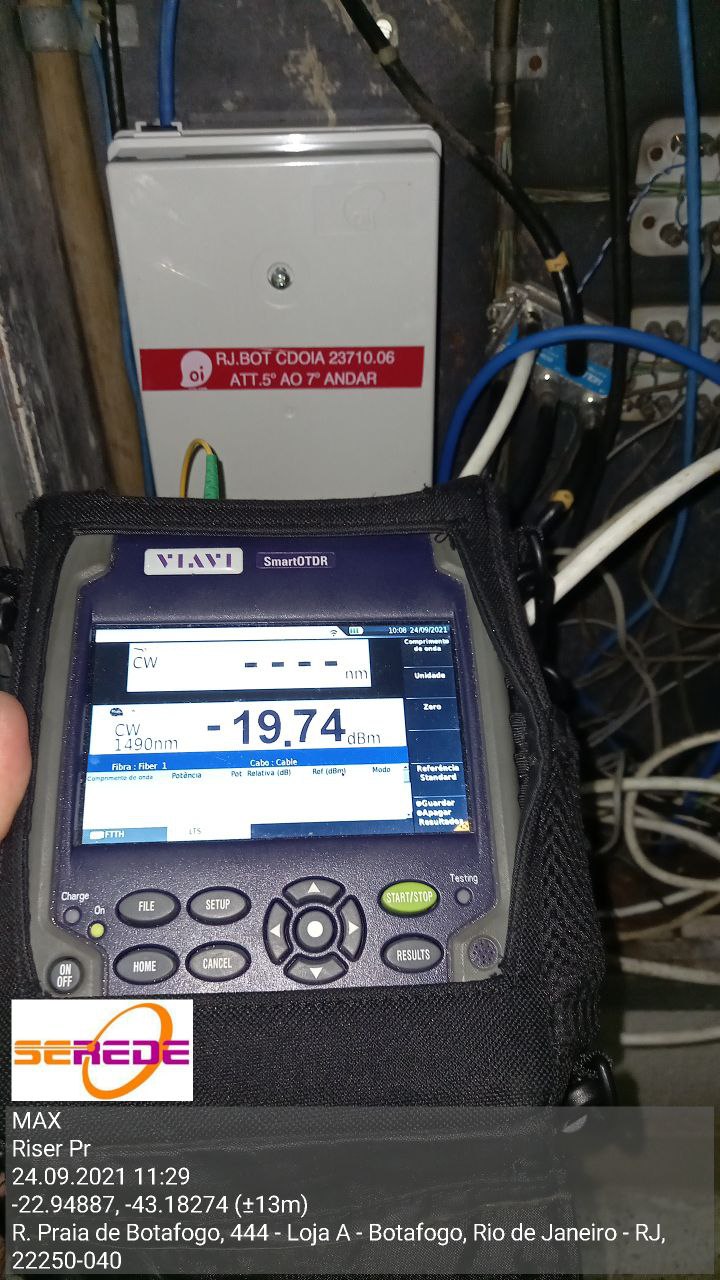 oi
RJ.BOT CDOIA 23710.06
ATT.5º AO 7º ANDAR
VIAVI
SmartOTDR
10:08 24/09/2021
CW
---- nm
Comprimento de onda
Unidade
Zero
CW
1490nm
-19.74 dBm
Fibra : Fiber 1
Cabo : Cable
Comprimento de onda
Potência
Pot Relativa (dB)
Ref (dBm)
Modo
Referência
Standard
Guardar
Apagar
Resultados
FTTH
LTS
Charge
On
ON
OFF
FILE
SETUP
HOME
CANCEL
START/STOP
RESULTS
Testing
SEREDE
MAX
Riser Pr
24.09.2021 11:29
-22.94887, -43.18274 (±13m)
R. Praia de Botafogo, 444 - Loja A - Botafogo, Rio de Janeiro - RJ,
22250-040